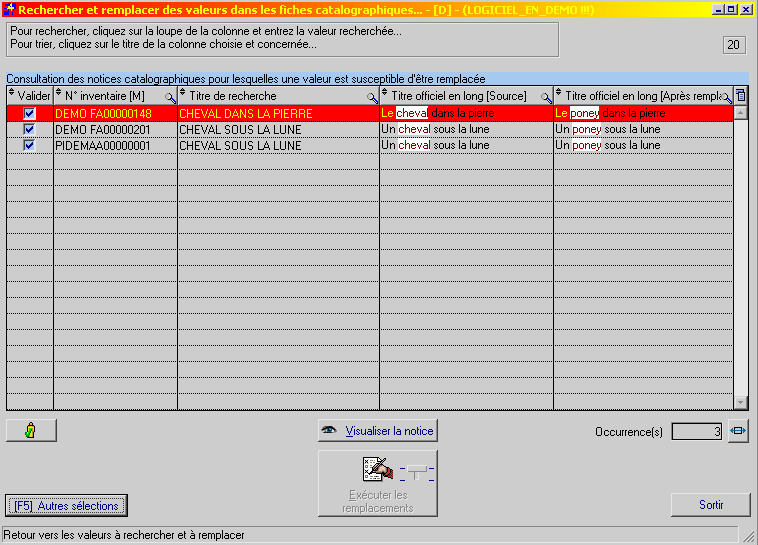 Rechercher et remplacer des valeurs dans les fiches catalographiques... - [D] - (LOGICIEL_EN_DEMO !!!)
Pour rechercher, cliquez sur la loupe de la colonne et entrez la valeur recherchée...
Pour trier, cliquez sur le titre de la colonne choisie et concernée...
20
Consultation des notices catalographiques pour lesquelles une valeur est susceptible d'être remplacée
Valider N° inventaire [M] Titre de recherche Titre officiel en long [Source] Titre officiel en long [Après rempla
DEMO FA00000148 CHEVAL DANS LA PIERRE Le cheval dans la pierre Le poney dans la pierre
DEMO FA00000201 CHEVAL SOUS LA LUNE Un cheval sous la lune Un poney sous la lune
PIDEMAA00000001 CHEVAL SOUS LA LUNE Un cheval sous la lune Un poney sous la lune
Visualiser la notice
Occurrence(s) 3
Exécuter les
remplacements
[F5] Autres sélections
Sortir
Retour vers les valeurs à rechercher et à remplacer